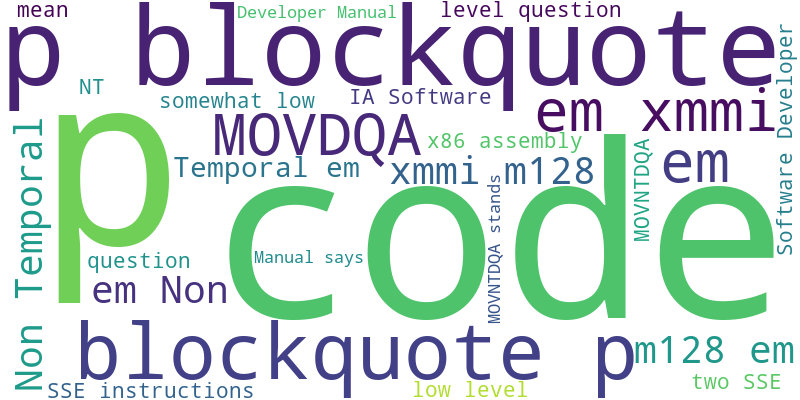 mean
Developer Manual
level question
p blockquote
NT
somewhat low
IA Software
em xmmi
Software Developer
p code
MOVDQA
x86 assembly
Non Temporal
Temporal em
xmmi m128
MOVNTDQA
em
question
Manual says
MOVNTDQA stands
em Non
blockquote p
m128 em
SSE instructions
low level
two SSE